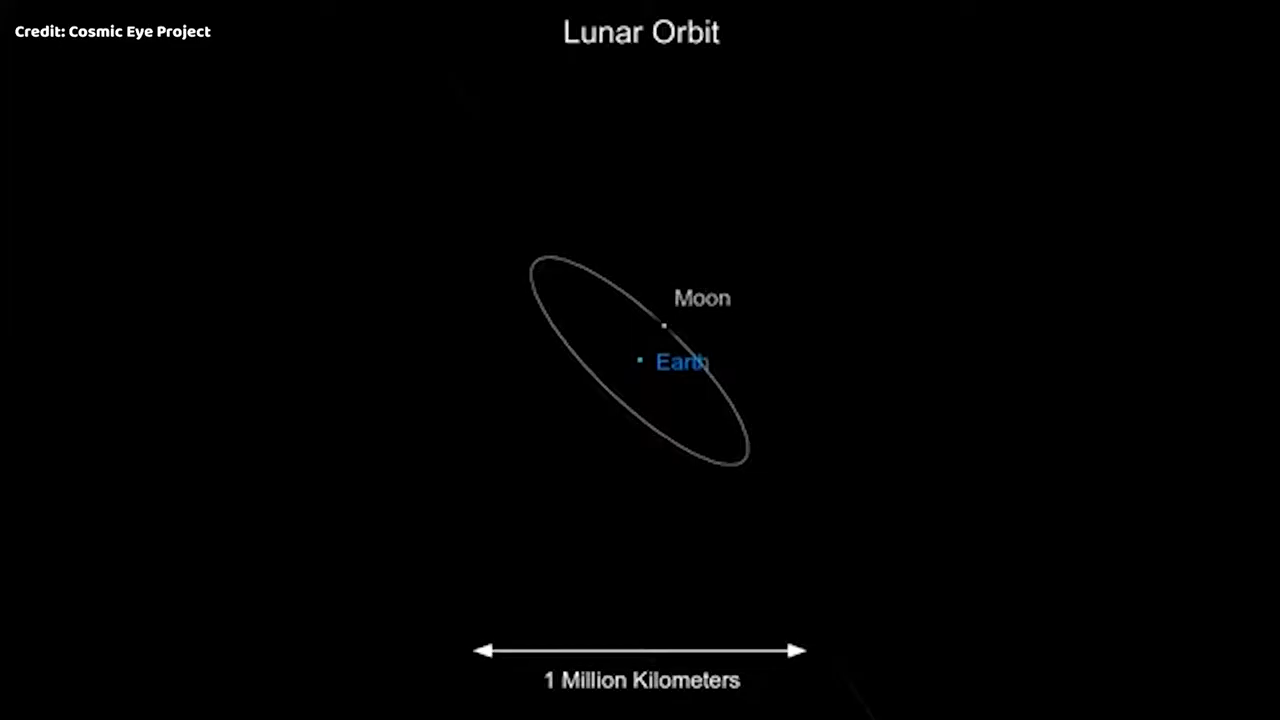 Credit: Cosmic Eye Project
Lunar Orbit
Moon
Earth
1 Million Kilometers